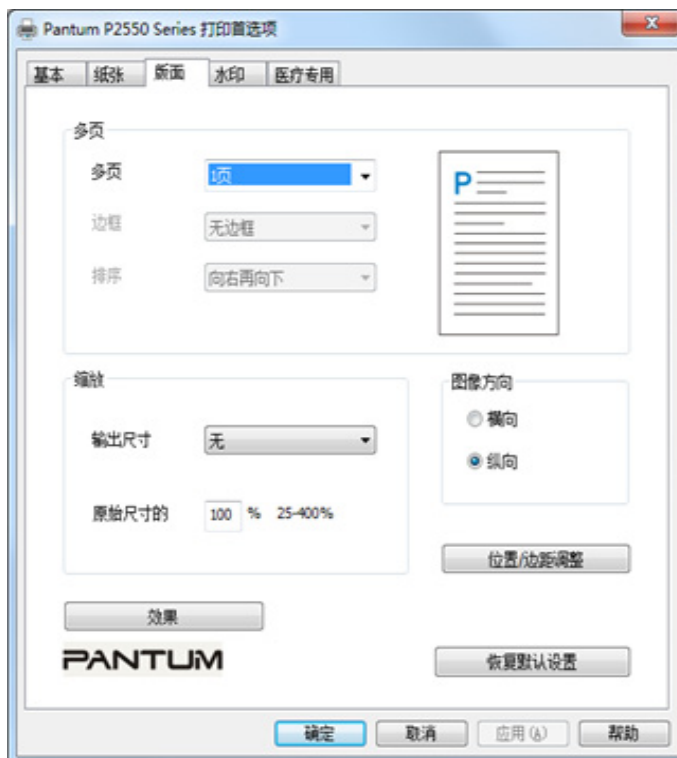 Pantum P2550 Series 打印首选项
基本 纸张 版面 水印 医疗专用
多页
多页 1页
P
边框 无边框
排序 向右再向下
缩放
图像方向
横向
输出尺寸 无
纵向
原始尺寸的 100 % 25-400%
位置/边距调整
效果
PANTUM
恢复默认设置
确定 取消 应用(A) 帮助